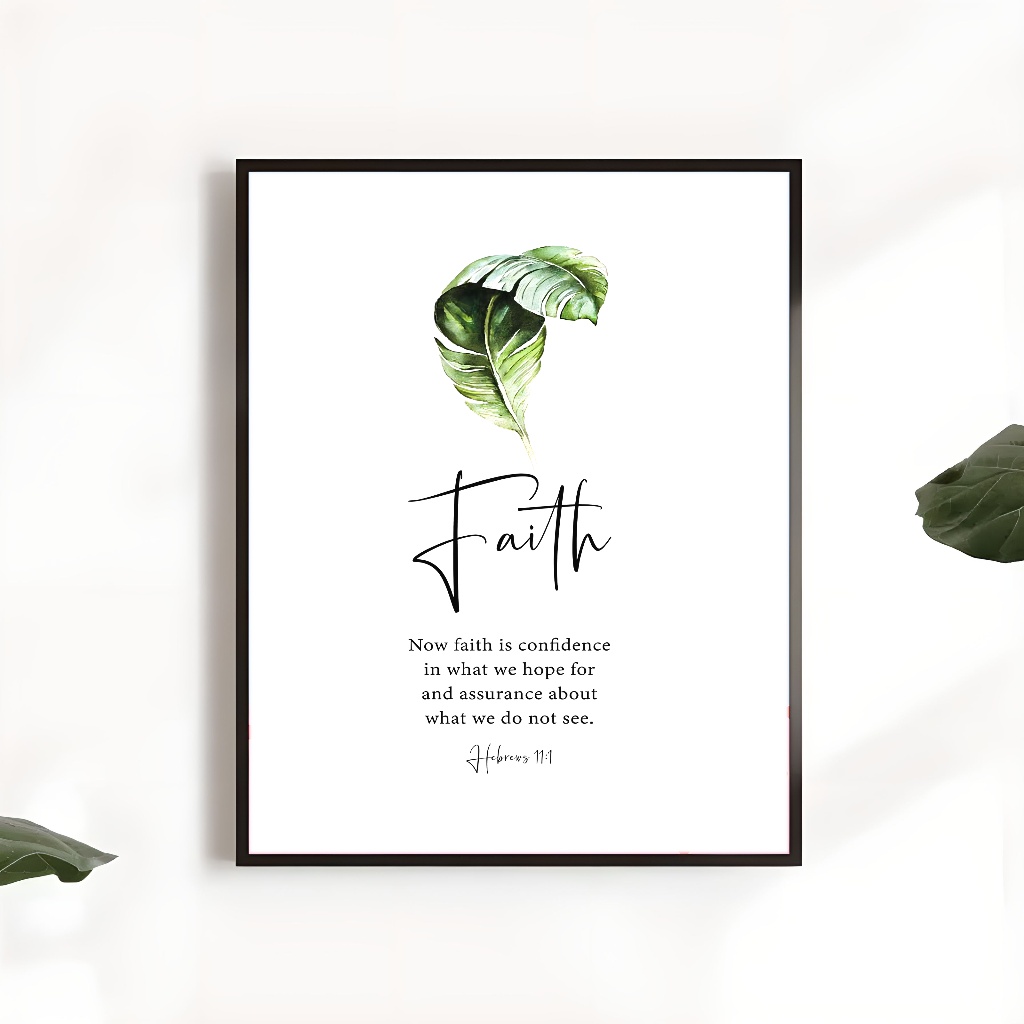 Faith
Now faith is confidence
in what we hope for
and assurance about
what we do not see.
Hebrews 11:1